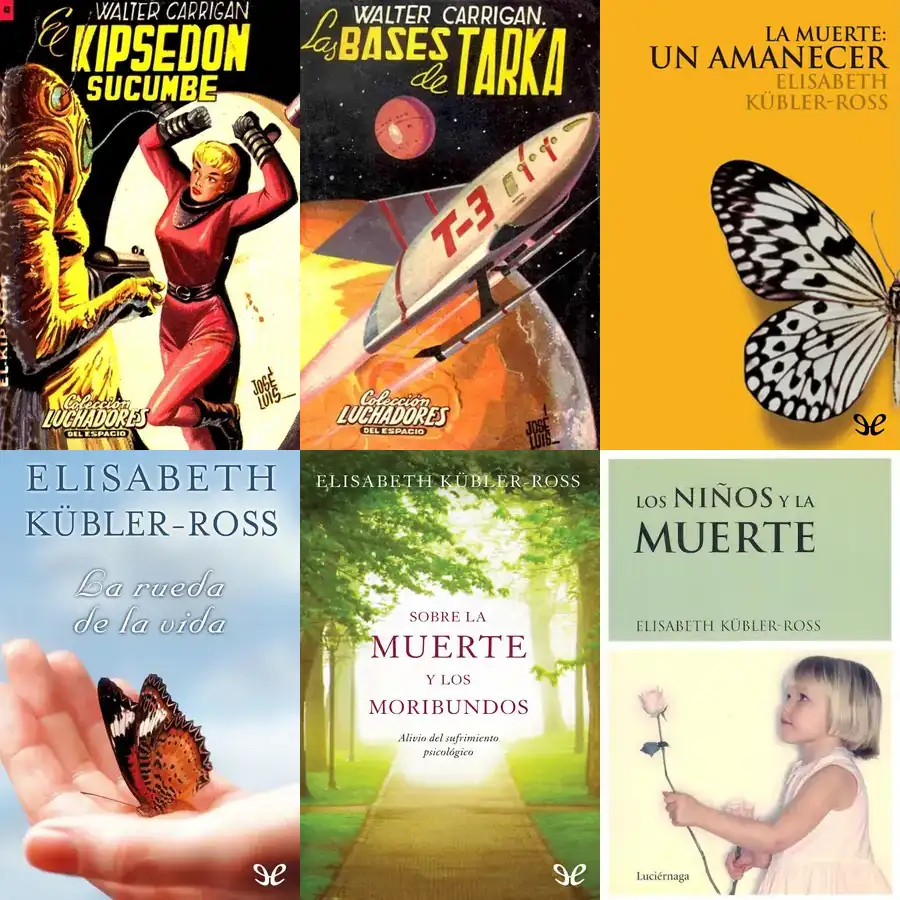 WALTER CARRIGAN
El
KIPSEDON
SUCUMBE
Colección
LUCHADORES
DEL ESPACIO
JOSÉ
LUIS
WALTER CARRIGAN.
Las BASES
de TARKA
T-3
Colección
LUCHADORES
DEL ESPACIO
JOSE
LUIS
LA MUERTE:
UN AMANECER
ELISABETH
KÜBLER-ROSS
ELISABETH
KÜBLER-ROSS
La rueda
de la vida
ELISABETH KÜBLER-ROSS
SOBRE LA
MUERTE
Y LOS
MORIBUNDOS
Alivio del sufrimiento
psicológico
LOS NIÑOS Y LA
MUERTE
ELISABETH KÜBLER-ROSS
Luciérnaga